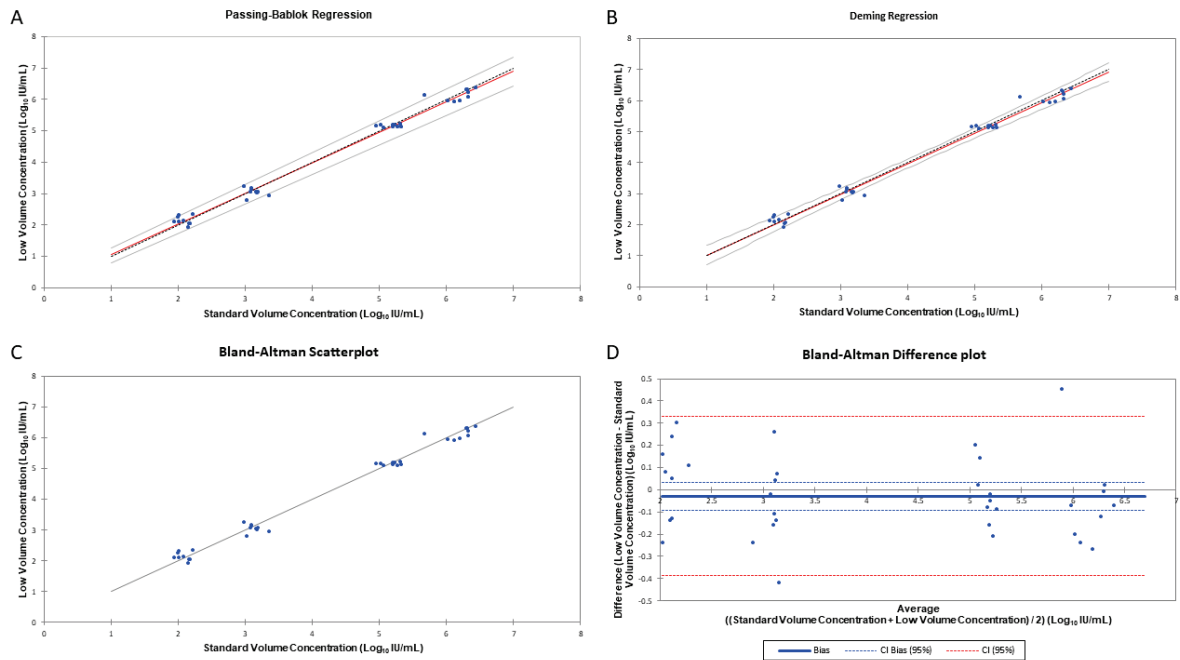 A
Passing-Bablok Regression
Low Volume Concentration (Log₁₀ IU/mL)
8
7
6
5
4
3
2
1
0
0 1 2 3 4 5 6 7 8
Standard Volume Concentration (Log₁₀ IU/mL)
B
Deming Regression
Low Volume Concentration (Log₁₀ IU/mL)
8
7
6
5
4
3
2
1
0
0 1 2 3 4 5 6 7 8
Standard Volume Concentration (Log₁₀ IU/mL)
C
Bland-Altman Scatterplot
Low Volume Concentration (Log₁₀ IU/mL)
8
7
6
5
4
3
2
1
0
0 1 2 3 4 5 6 7 8
Standard Volume Concentration (Log₁₀ IU/mL)
D
Bland-Altman Difference plot
Difference (Low Volume Concentration - Standard
Volume Concentration) (Log₁₀ IU/mL)
0.5
0.4
0.3
0.2
0.1
0
-0.1
-0.2
-0.3
-0.4
-0.5
2 2.5 3 3.5 4 4.5 5 5.5 6 6.5 7
Average
((Standard Volume Concentration + Low Volume Concentration) / 2) (Log₁₀ IU/mL)
Bias CI Bias (95%) CI (95%)